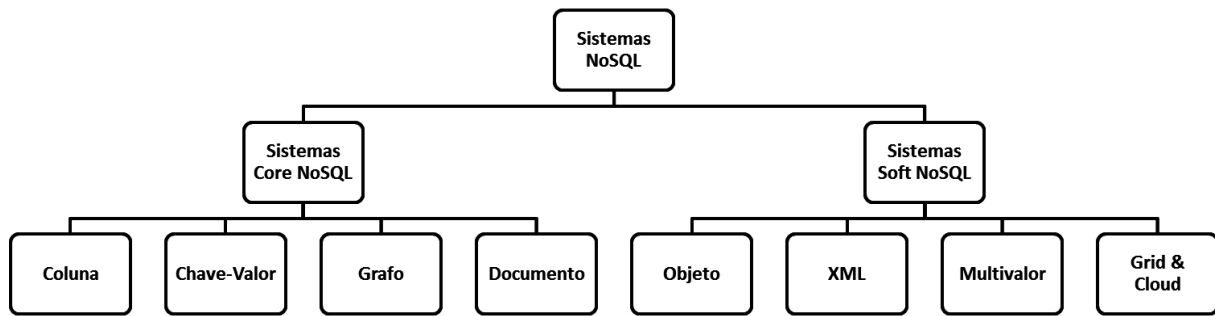 Sistemas
NoSQL
Sistemas
Core NoSQL
Sistemas
Soft NoSQL
Coluna
Chave-Valor
Grafo
Documento
Objeto
XML
Multivalor
Grid &
Cloud